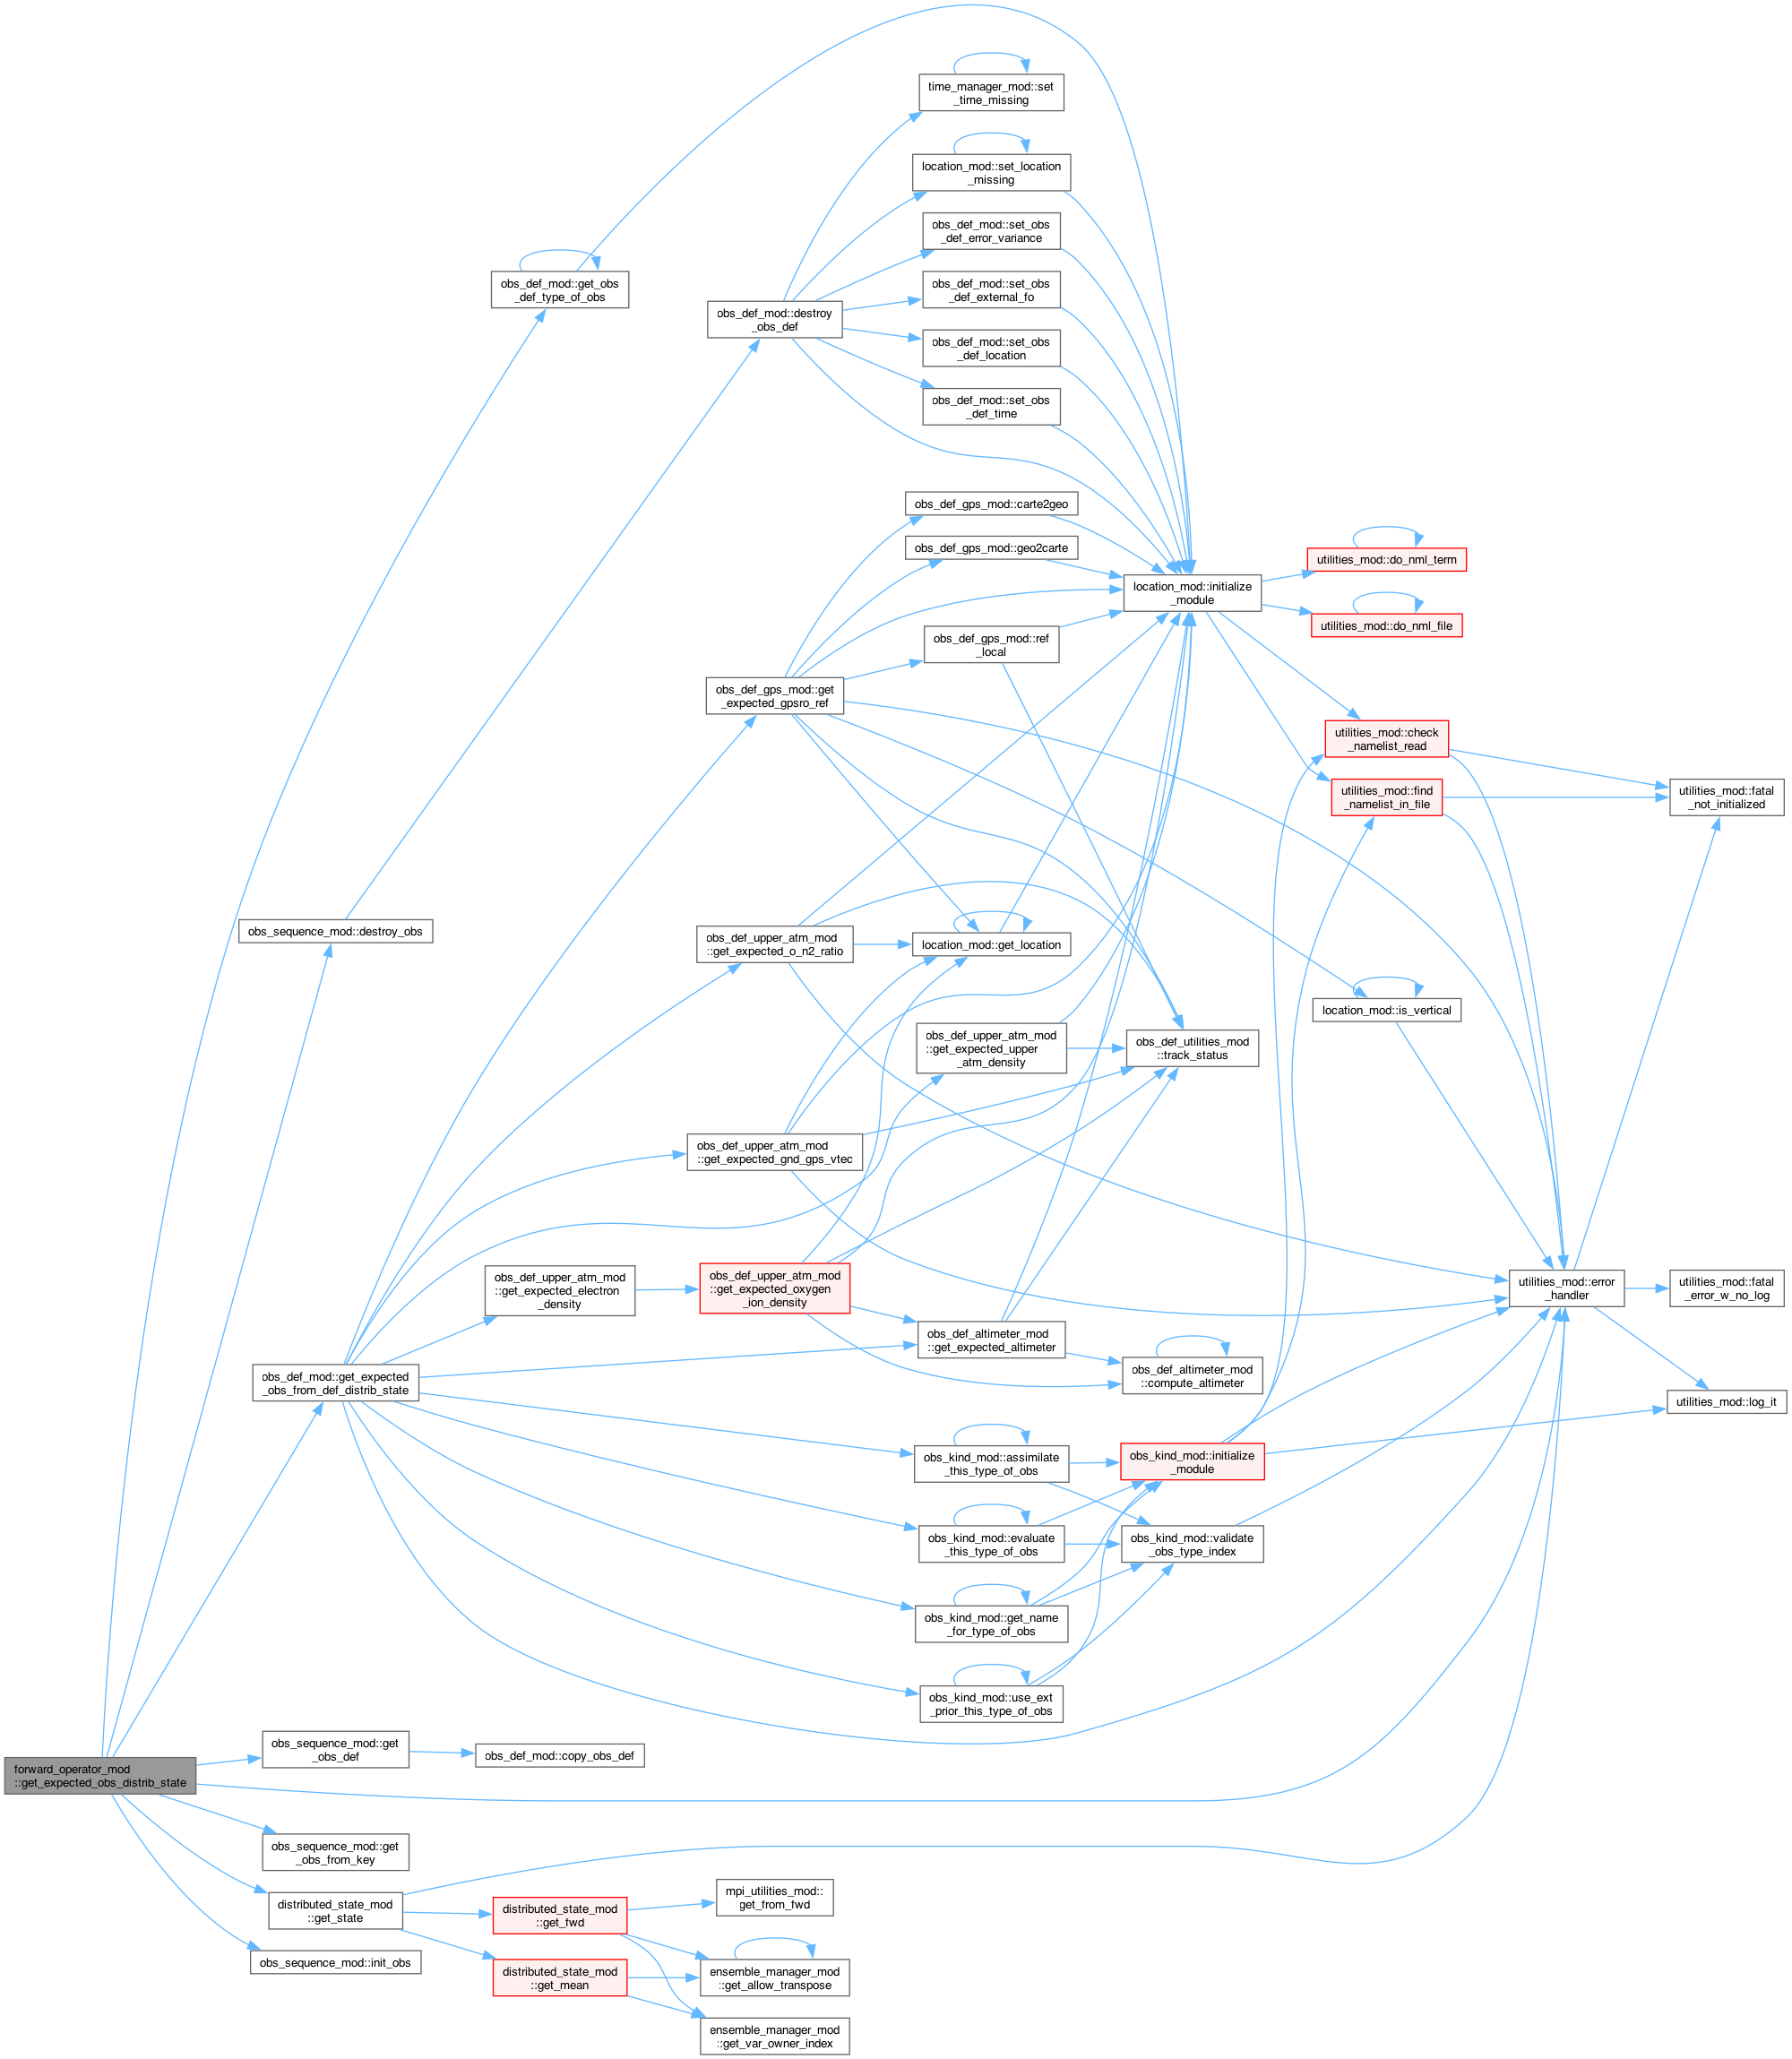 time_manager_mod::set
_time_missing
location_mod::set_location
_missing
obs_def_mod::set_obs
_def_error_variance
obs_def_mod::get_obs
_def_type_of_obs
obs_def_mod::set_obs
_def_external_fo
obs_def_mod::destroy
_obs_def
obs_def_mod::set_obs
_def_location
obs_def_mod::set_obs
_def_time
obs_def_gps_mod::carte2geo
obs_def_gps_mod::geo2carte
utilities_mod::do_nml_term
location_mod::initialize
_module
utilities_mod::do_nml_file
obs_def_gps_mod::ref
_local
obs_def_gps_mod::get
_expected_gpsro_ref
utilities_mod::check
_namelist_read
utilities_mod::find
_namelist_in_file
utilities_mod::fatal
_not_initialized
obs_sequence_mod::destroy_obs
obs_def_upper_atm_mod
::get_expected_o_n2_ratio
location_mod::get_location
location_mod::is_vertical
obs_def_upper_atm_mod
::get_expected_upper
_atm_density
obs_def_utilities_mod
::track_status
obs_def_upper_atm_mod
::get_expected_gnd_gps_vtec
obs_def_upper_atm_mod
::get_expected_electron
_density
obs_def_upper_atm_mod
::get_expected_oxygen
_ion_density
utilities_mod::error
_handler
utilities_mod::fatal
_error_w_no_log
obs_def_altimeter_mod
::get_expected_altimeter
obs_def_altimeter_mod
::compute_altimeter
obs_def_mod::get_expected
_obs_from_def_distrib_state
utilities_mod::log_it
obs_kind_mod::assimilate
_this_type_of_obs
obs_kind_mod::initialize
_module
obs_kind_mod::evaluate
_this_type_of_obs
obs_kind_mod::validate
_obs_type_index
obs_kind_mod::get_name
_for_type_of_obs
obs_kind_mod::use_ext
_prior_this_type_of_obs
obs_sequence_mod::get
_obs_def
obs_def_mod::copy_obs_def
forward_operator_mod
::get_expected_obs_distrib_state
obs_sequence_mod::get
_obs_from_key
distributed_state_mod
::get_state
distributed_state_mod
::get_fwd
mpi_utilities_mod::
get_from_fwd
obs_sequence_mod::init_obs
distributed_state_mod
::get_mean
ensemble_manager_mod
::get_allow_transpose
ensemble_manager_mod
::get_var_owner_index